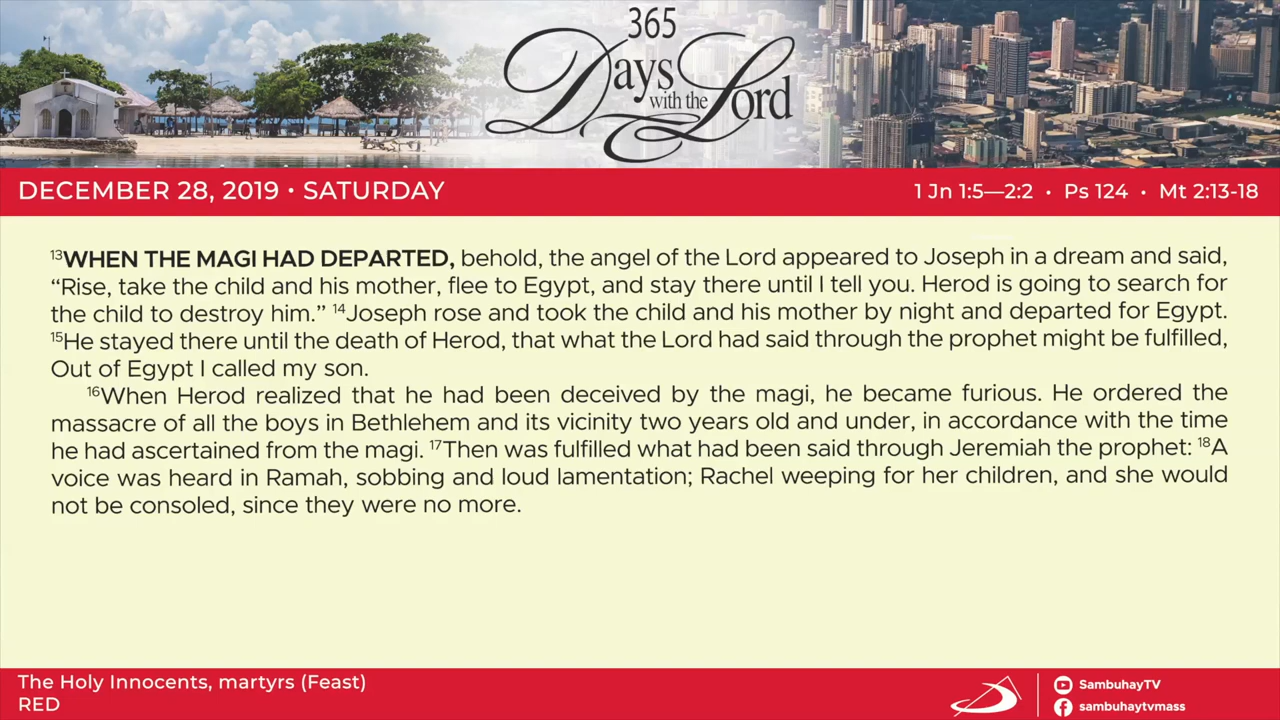 365
Days with the Lord
DECEMBER 28, 2019 • SATURDAY
1 Jn 1:5—2:2 • Ps 124 • Mt 2:13-18
13WHEN THE MAGI HAD DEPARTED, behold, the angel of the Lord appeared to Joseph in a dream and said,
“Rise, take the child and his mother, flee to Egypt, and stay there until I tell you. Herod is going to search for
the child to destroy him.” 14Joseph rose and took the child and his mother by night and departed for Egypt.
15He stayed there until the death of Herod, that what the Lord had said through the prophet might be fulfilled,
Out of Egypt I called my son.
16When Herod realized that he had been deceived by the magi, he became furious. He ordered the
massacre of all the boys in Bethlehem and its vicinity two years old and under, in accordance with the time
he had ascertained from the magi. 17Then was fulfilled what had been said through Jeremiah the prophet: 18A
voice was heard in Ramah, sobbing and loud lamentation; Rachel weeping for her children, and she would
not be consoled, since they were no more.
The Holy Innocents, martyrs (Feast)
RED
SambuhayTV
sambuhaytvmass